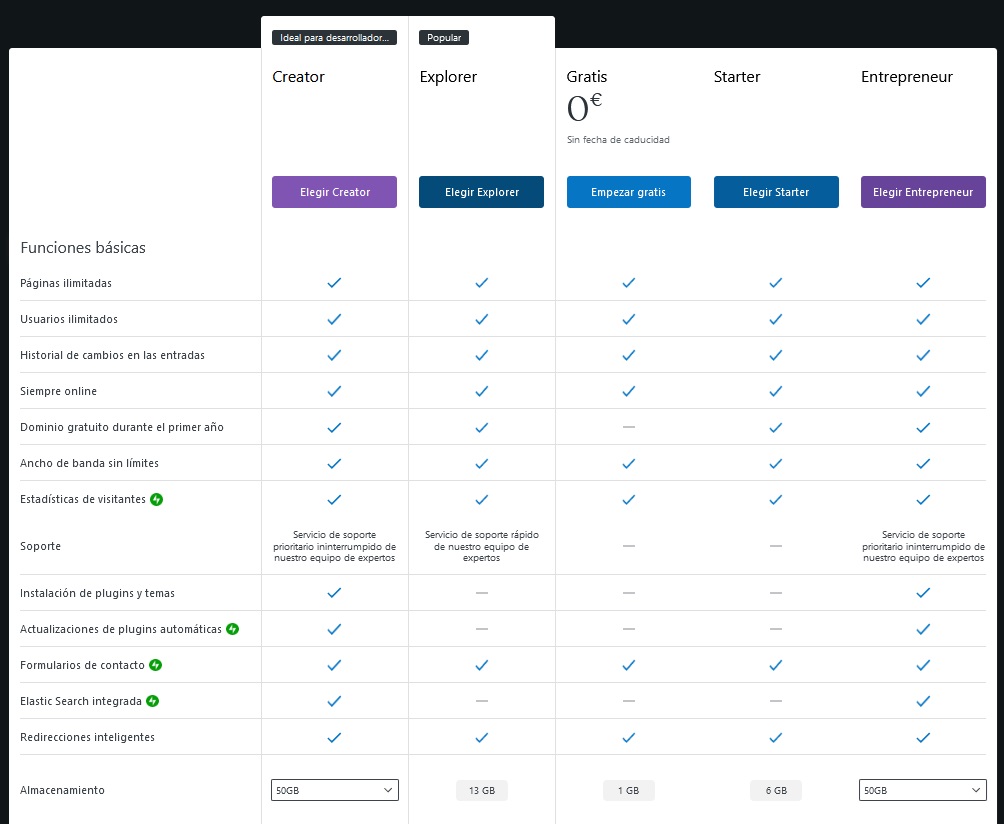 Ideal para desarrollador...
Popular
Creator
Explorer
Gratis
Starter
Entrepreneur
0€
Sin fecha de caducidad
Elegir Creator
Elegir Explorer
Empezar gratis
Elegir Starter
Elegir Entrepreneur
Funciones básicas
Páginas ilimitadas
Usuarios ilimitados
Historial de cambios en las entradas
Siempre online
Dominio gratuito durante el primer año
Ancho de banda sin límites
Estadísticas de visitantes
Soporte
Servicio de soporte
prioritario ininterrumpido de
nuestro equipo de expertos
Servicio de soporte rápido
de nuestro equipo de
expertos
Servicio de soporte
prioritario ininterrumpido de
nuestro equipo de expertos
Instalación de plugins y temas
Actualizaciones de plugins automáticas
Formularios de contacto
Elastic Search integrada
Redirecciones inteligentes
Almacenamiento
50GB
13 GB
1 GB
6 GB
50GB